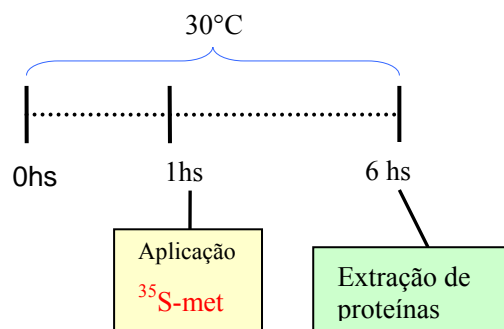 30°C
0hs
1hs
6 hs
Aplicação
³⁵S-met
Extração de
proteínas